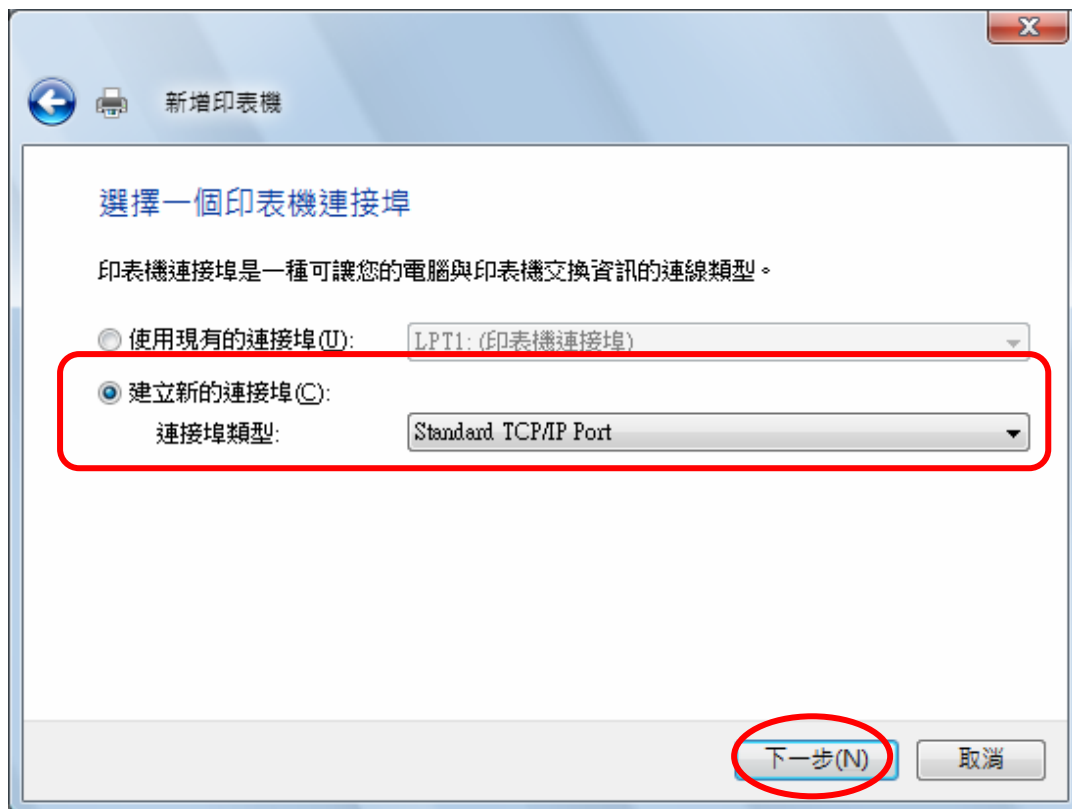 新增印表機
選擇一個印表機連接埠
印表機連接埠是一種可讓您的電腦與印表機交換資訊的連線類型。
使用現有的連接埠(U): LPT1: (印表機連接埠)
建立新的連接埠(C):
連接埠類型: Standard TCP/IP Port
下一步(N) 取消